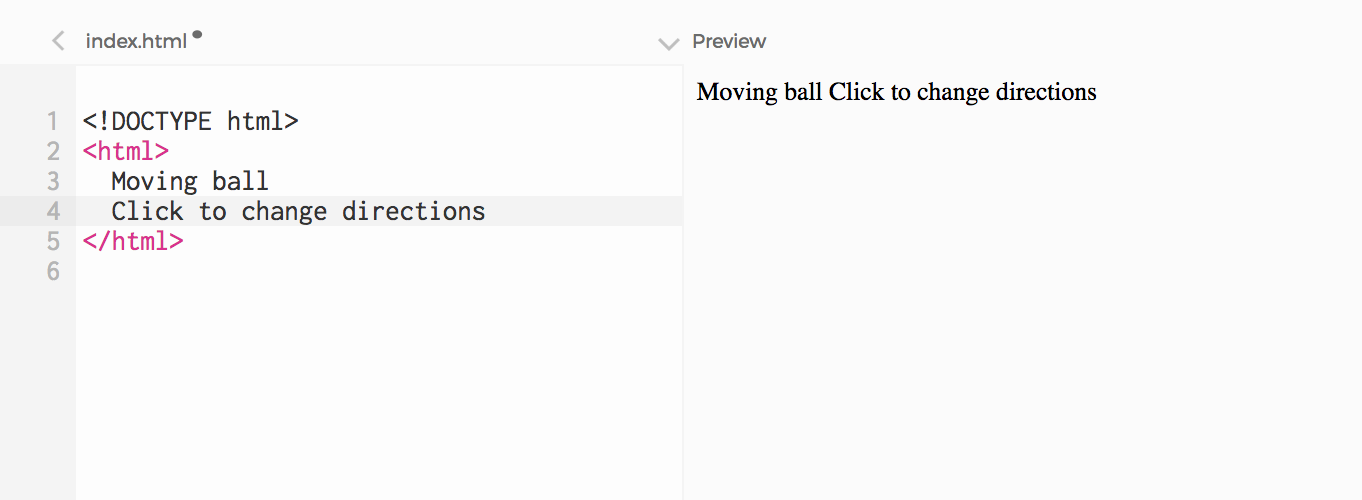 index.html
Preview
1 <!DOCTYPE html>
2 <html>
3 Moving ball
4 Click to change directions
5 </html>
6
Moving ball Click to change directions